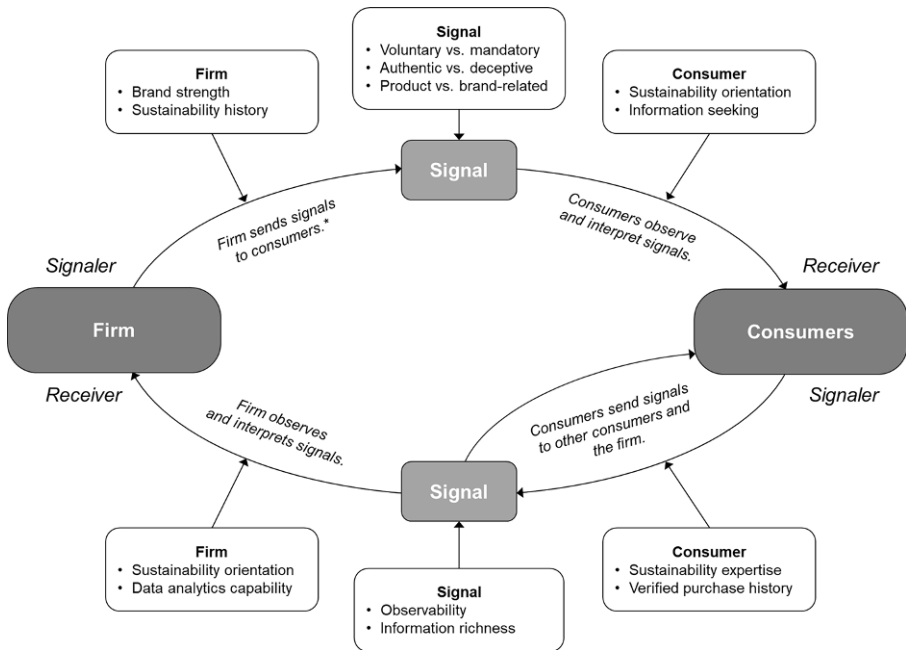 Signal
• Voluntary vs. mandatory
• Authentic vs. deceptive
• Product vs. brand-related
Firm
• Brand strength
• Sustainability history
Consumer
• Sustainability orientation
• Information seeking
Signal
Firm sends signals
to consumers.*
Consumers observe
and interpret signals.
Signaler
Receiver
Firm
Consumers
Receiver
Signaler
Firm observes
and interprets signals.
Consumers send signals
to other consumers and
the firm.
Signal
Firm
• Sustainability orientation
• Data analytics capability
Signal
• Observability
• Information richness
Consumer
• Sustainability expertise
• Verified purchase history